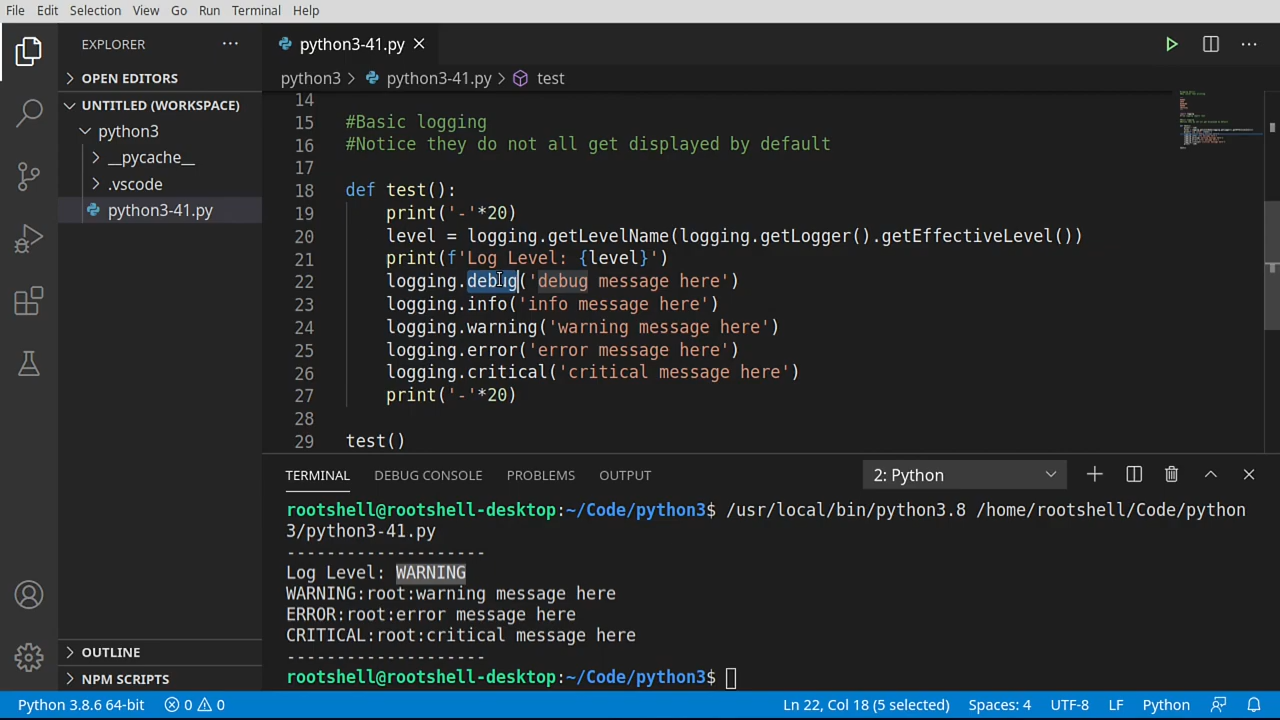 File Edit Selection View Go Run Terminal Help
EXPLORER
python3-41.py
OPEN EDITORS
python3 > python3-41.py > test
UNTITLED (WORKSPACE)
python3
__pycache__
.vscode
python3-41.py
14
15 #Basic logging
16 #Notice they do not all get displayed by default
17
18 def test():
19 print('-'*20)
20 level = logging.getLevelName(logging.getLogger().getEffectiveLevel())
21 print(f'Log Level: {level}')
22 logging.debug('debug message here')
23 logging.info('info message here')
24 logging.warning('warning message here')
25 logging.error('error message here')
26 logging.critical('critical message here')
27 print('-'*20)
28
29 test()
TERMINAL DEBUG CONSOLE PROBLEMS OUTPUT 2: Python
rootshell@rootshell-desktop:~/Code/python3$ /usr/local/bin/python3.8 /home/rootshell/Code/python
3/python3-41.py
--------------------
Log Level: WARNING
WARNING:root:warning message here
ERROR:root:error message here
CRITICAL:root:critical message here
--------------------
rootshell@rootshell-desktop:~/Code/python3$
OUTLINE
NPM SCRIPTS
Python 3.8.6 64-bit 0 0 Ln 22, Col 18 (5 selected) Spaces: 4 UTF-8 LF Python